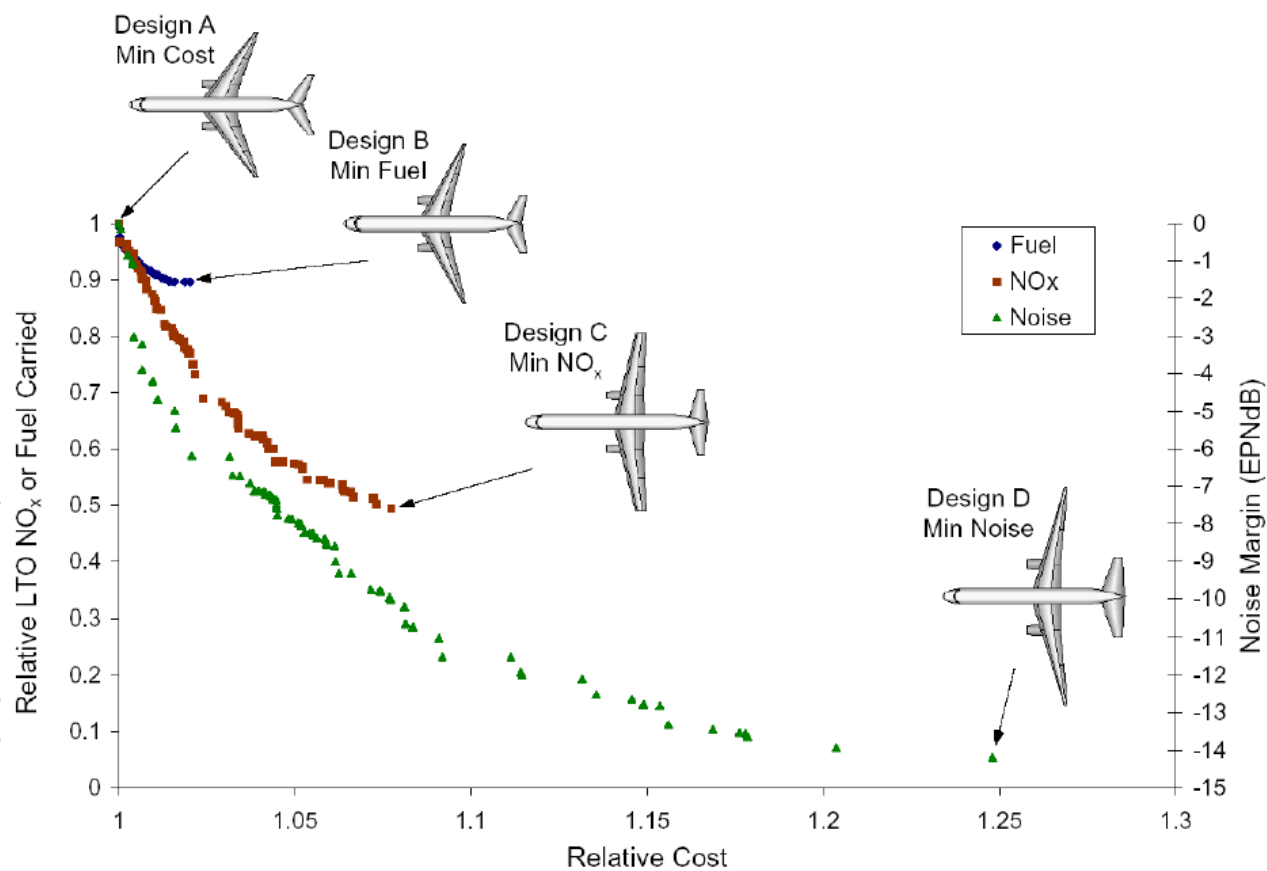 Design A
Min Cost
Design B
Min Fuel
Design C
Min NOx
Design D
Min Noise
Fuel
NOx
Noise
Relative LTO NOx or Fuel Carried
1
0.9
0.8
0.7
0.6
0.5
0.4
0.3
0.2
0.1
0
Noise Margin (EPNdB)
0
-1
-2
-3
-4
-5
-6
-7
-8
-9
-10
-11
-12
-13
-14
-15
1
1.05
1.1
1.15
1.2
1.25
1.3
Relative Cost